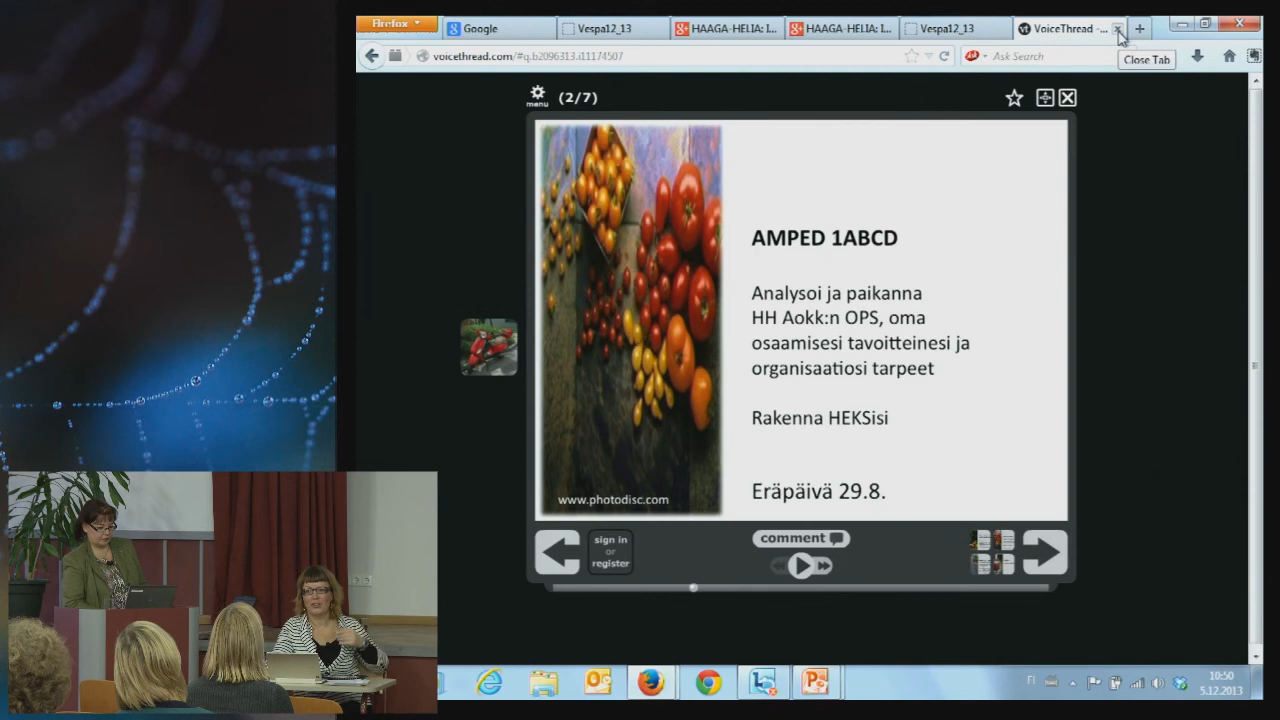 Firefox
Google
Vespa12_13
HAAGA-HELIA: I...
HAAGA-HELIA: I...
Vespa12_13
VoiceThread - ...
voicethread.com/#q.b2096313.i11174507
Ask Search
Close Tab
menu
(2/7)
AMPED 1ABCD
Analysoi ja paikanna
HH Aokk:n OPS, oma
osaamisesi tavoitteinesi ja
organisaatiosi tarpeet
Rakenna HEKSisi
Eräpäivä 29.8.
www.photodisc.com
sign in
or
register
comment
FI
10:50
5.12.2013